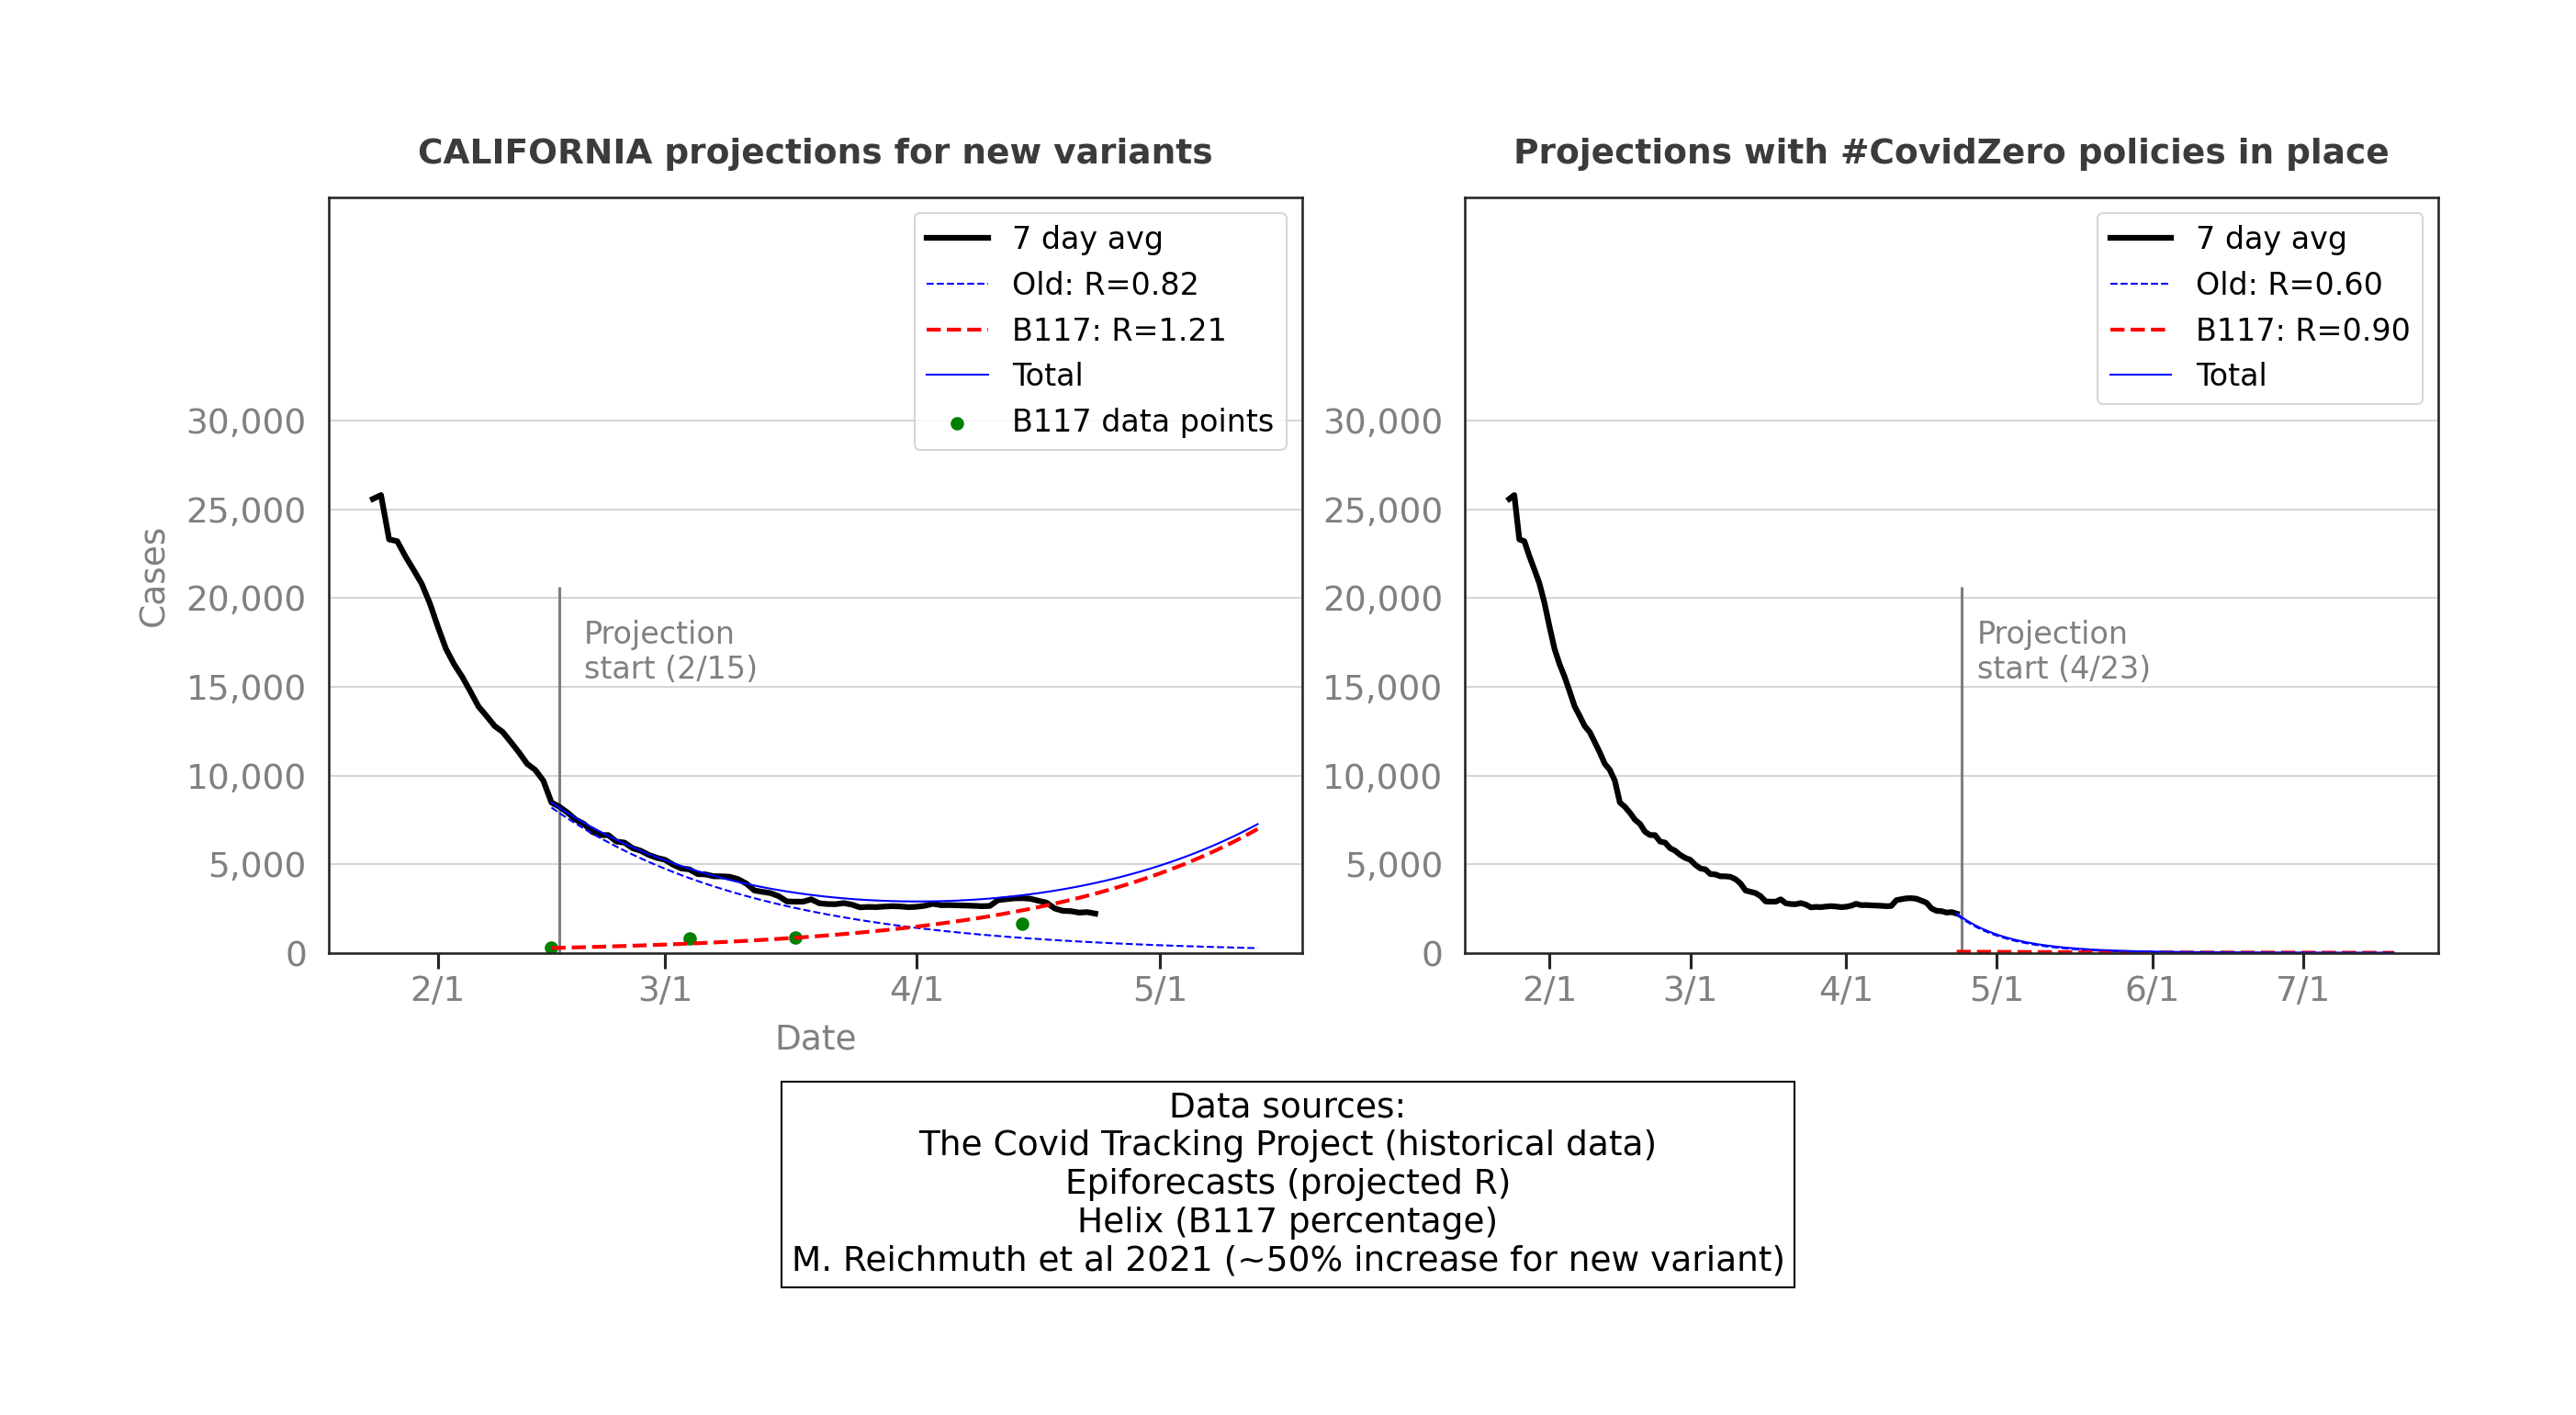 CALIFORNIA projections for new variants
7 day avg
Old: R=0.82
B117: R=1.21
Total
B117 data points
30,000
25,000
20,000
15,000
10,000
5,000
0
Cases
Projection
start (2/15)
2/1
3/1
4/1
5/1
Date
Projections with #CovidZero policies in place
7 day avg
Old: R=0.60
B117: R=0.90
Total
30,000
25,000
20,000
15,000
10,000
5,000
0
Projection
start (4/23)
2/1
3/1
4/1
5/1
6/1
7/1
Data sources:
The Covid Tracking Project (historical data)
Epiforecasts (projected R)
Helix (B117 percentage)
M. Reichmuth et al 2021 (~50% increase for new variant)